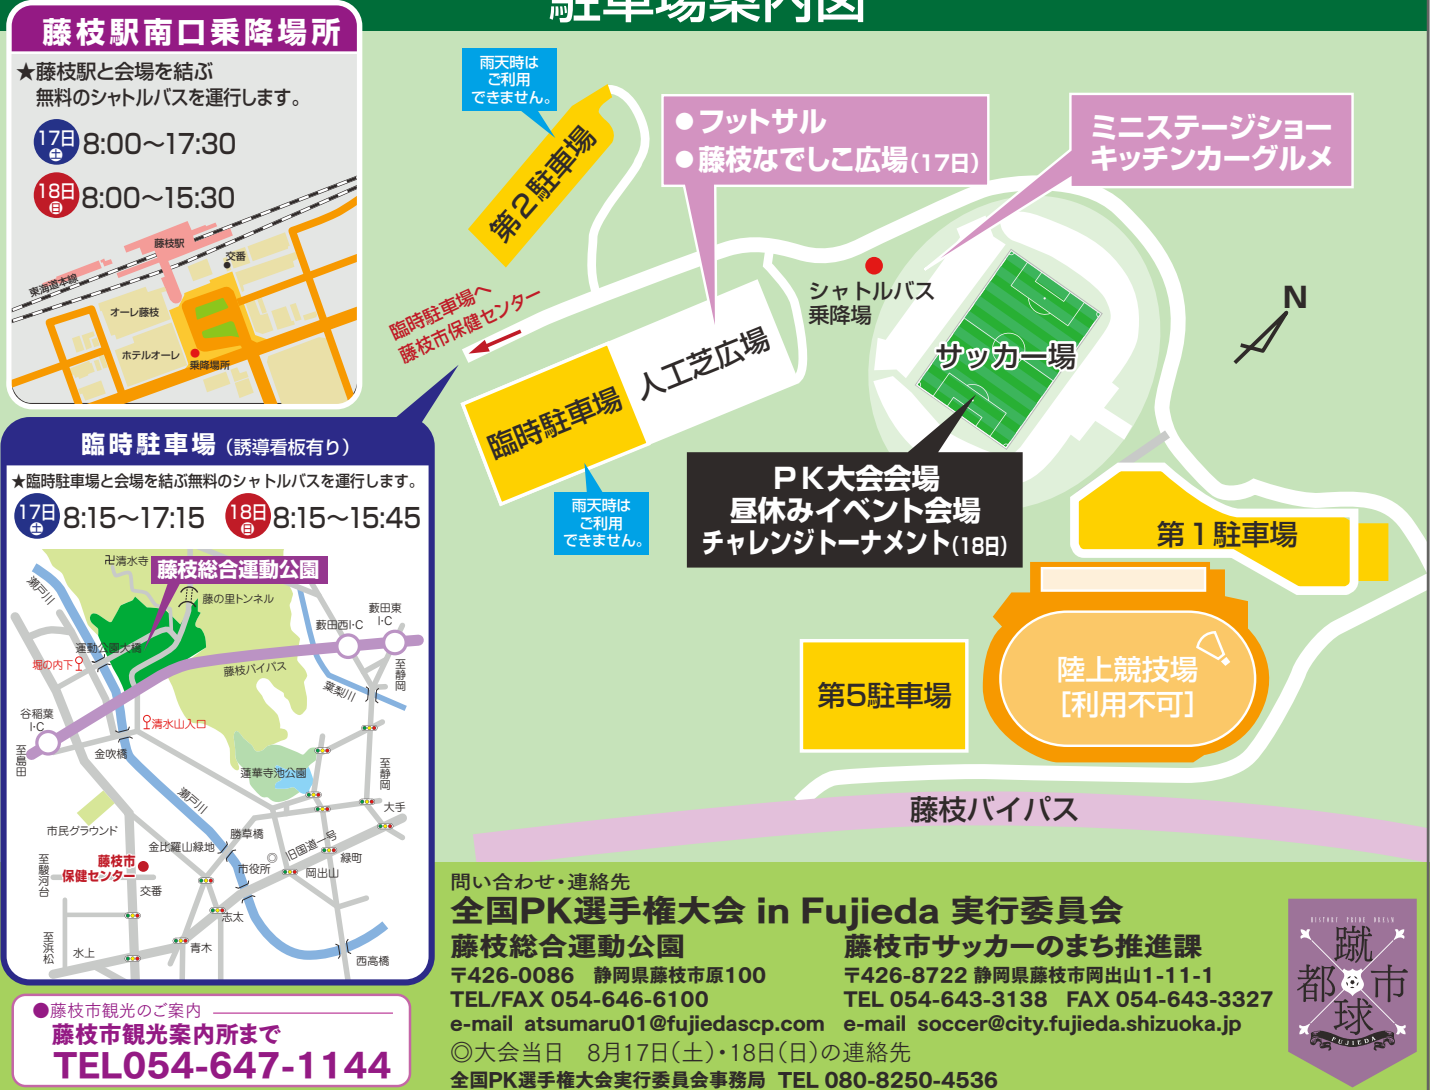 駐車場案内図
藤枝駅南口乗降場所
★藤枝駅と会場を結ぶ
無料のシャトルバスを運行します。
17日
土
8:00〜17:30
18日
日
8:00〜15:30
藤枝駅
交番
東海道本線
オーレ藤枝
ホテルオーレ
乗降場所
臨時駐車場（誘導看板有り）
★臨時駐車場と会場を結ぶ無料のシャトルバスを運行します。
17日
土
8:15〜17:15
18日
日
8:15〜15:45
卍清水寺
藤枝総合運動公園
瀬戸川
藤の里トンネル
藪田東
I・C
藪田西I・C
運動公園大橋
堀の内下
藤枝バイパス
至静岡
葉梨川
谷稲葉
I・C
清水山入口
至島田
金吹橋
蓮華寺池公園
至静岡
瀬戸川
大手
市民グラウンド
勝草橋
金比羅山緑地
旧国道一号
緑町
至駿河台
藤枝市
保健センター
交番
市役所
◎
岡出山
志太
至浜松
水上
青木
西高橋
●藤枝市観光のご案内
藤枝市観光案内所まで
TEL054-647-1144
雨天時は
ご利用
できません。
第2駐車場
●フットサル
●藤枝なでしこ広場(17日)
ミニステージショー
キッチンカーグルメ
臨時駐車場へ
藤枝市保健センター
シャトルバス
乗降場
N
サッカー場
人工芝広場
臨時駐車場
雨天時は
ご利用
できません。
PK大会会場
昼休みイベント会場
チャレンジトーナメント(18日)
第1駐車場
陸上競技場
[利用不可]
第5駐車場
藤枝バイパス
問い合わせ・連絡先
全国PK選手権大会 in Fujieda 実行委員会
藤枝総合運動公園
〒426-0086 静岡県藤枝市原100
TEL/FAX 054-646-6100
e-mail atsumaru01@fujiedascp.com
藤枝市サッカーのまち推進課
〒426-8722 静岡県藤枝市岡出山1-11-1
TEL 054-643-3138 FAX 054-643-3327
e-mail soccer@city.fujieda.shizuoka.jp
◎大会当日 8月17日(土)・18日(日)の連絡先
全国PK選手権大会実行委員会事務局 TEL 080-8250-4536
HISTORY PRIDE DREAM
蹴
都市
球
FUJIEDA